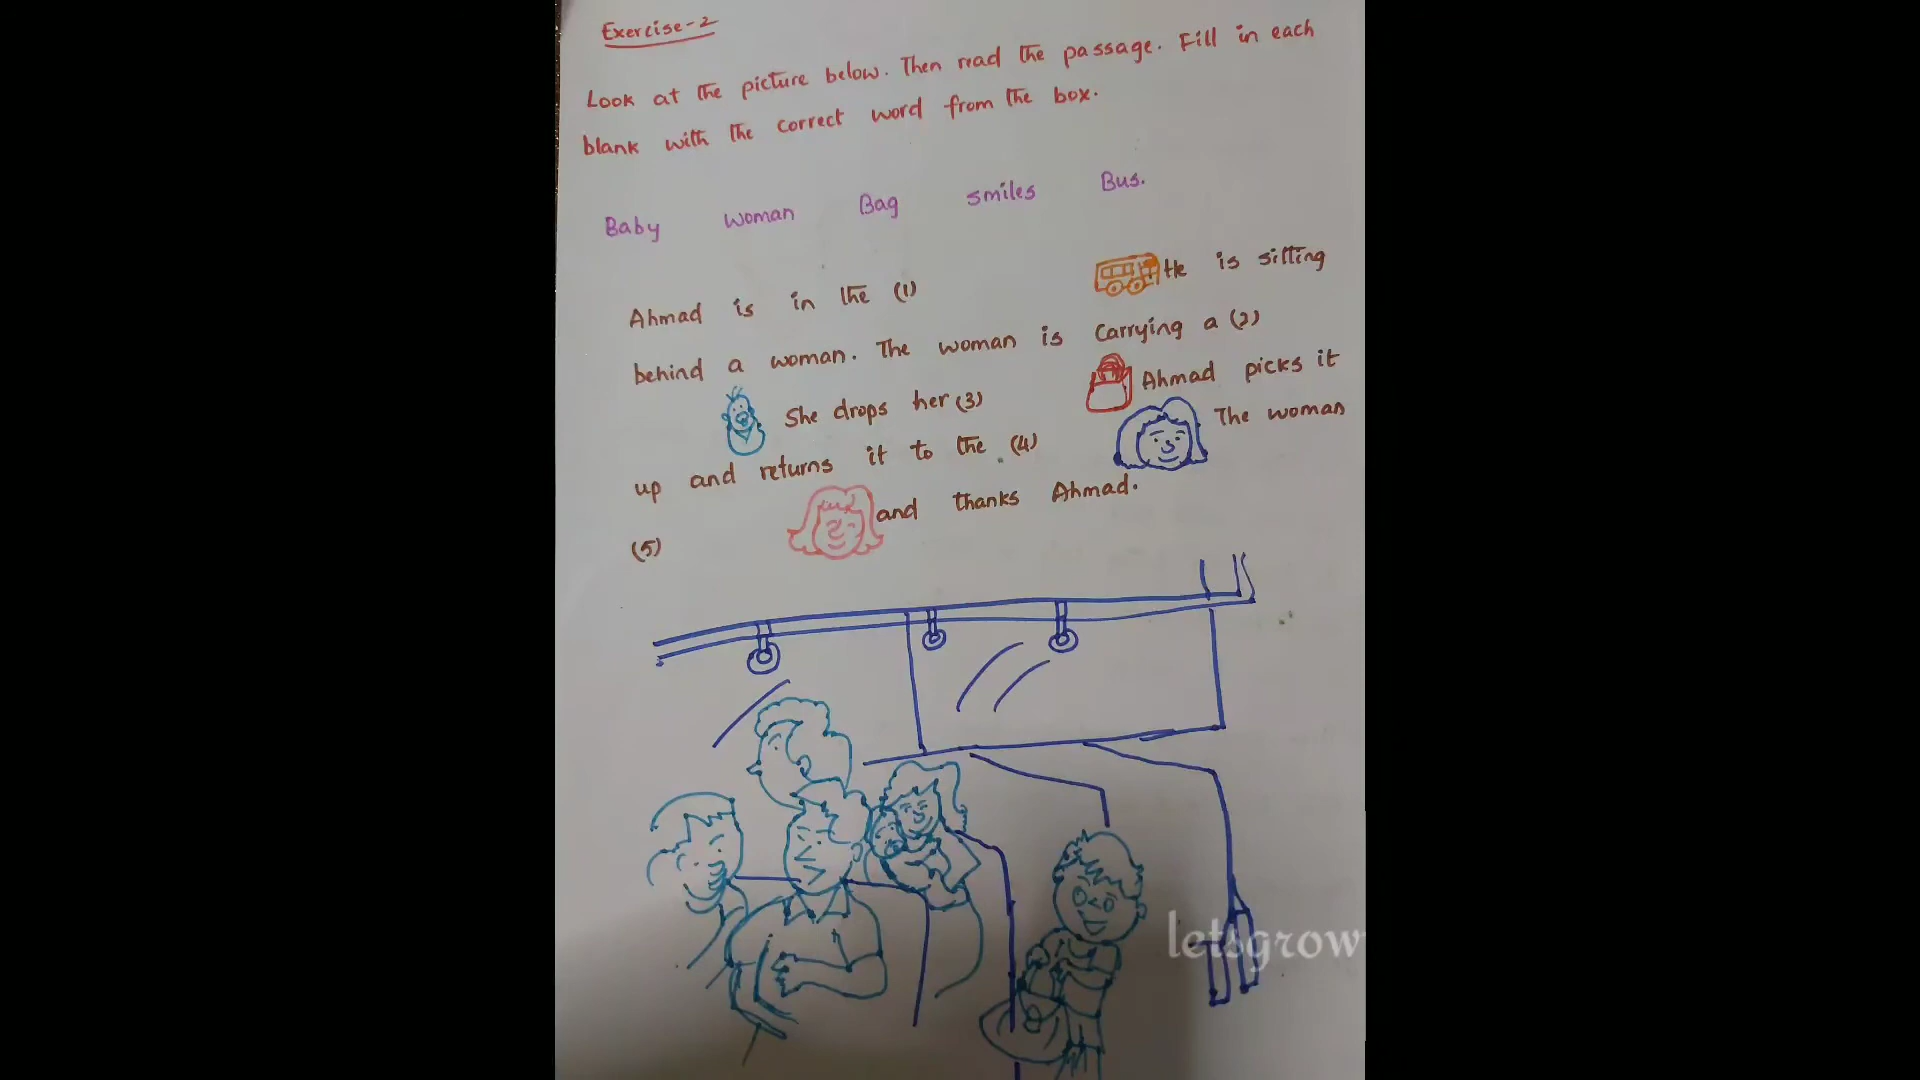 Exercise-2
Look at the picture below. Then read the passage. Fill in each
blank with the correct word from the box.
Baby woman Bag smiles Bus.
Ahmad is in the (1) He is sitting
behind a woman. The woman is carrying a (2)
She drops her (3) Ahmad picks it
up and returns it to the (4) The woman
(5) and thanks Ahmad.
letsgrow